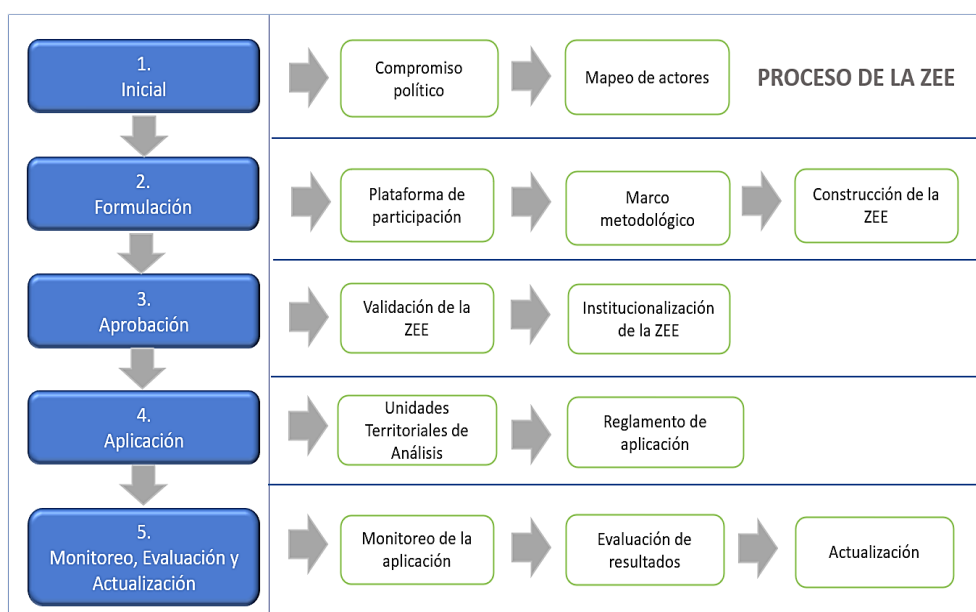 1.
Inicial
Compromiso
político
Mapeo de actores
PROCESO DE LA ZEE
2.
Formulación
Plataforma de
participación
Marco
metodológico
Construcción de la
ZEE
3.
Aprobación
Validación de la
ZEE
Institucionalización
de la ZEE
4.
Aplicación
Unidades
Territoriales de
Análisis
Reglamento de
aplicación
5.
Monitoreo, Evaluación y
Actualización
Monitoreo de la
aplicación
Evaluación de
resultados
Actualización